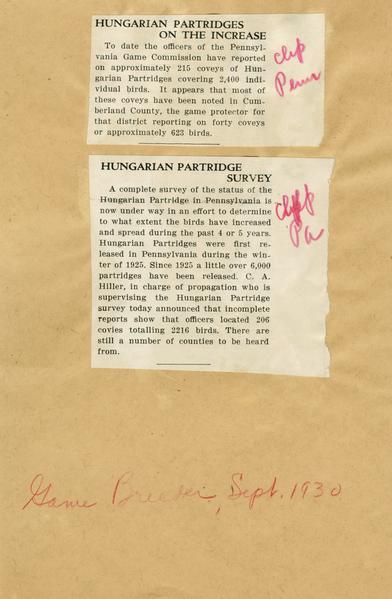 HUNGARIAN PARTRIDGES
ON THE INCREASE
To date the officers of the Pennsyl-
vania Game Commission have reported
on approximately 215 coveys of Hun-
garian Partridges covering 2,400 indi-
vidual birds. It appears that most of
these coveys have been noted in Cum-
berland County, the game protector for
that district reporting on forty coveys
or approximately 623 birds.
clip
Penn
HUNGARIAN PARTRIDGE
SURVEY
A complete survey of the status of the
Hungarian Partridge in Pennsylvania is
now under way in an effort to determine
to what extent the birds have increased
and spread during the past 4 or 5 years.
Hungarian Partridges were first re-
leased in Pennsylvania during the win-
ter of 1925. Since 1925 a little over 6,000
partridges have been released. C. A.
Hiller, in charge of propagation who is
supervising the Hungarian Partridge
survey today announced that incomplete
reports show that officers located 206
covies totalling 2216 birds. There are
still a number of counties to be heard
from.
clip
Pa
Game Breeder, Sept. 1930